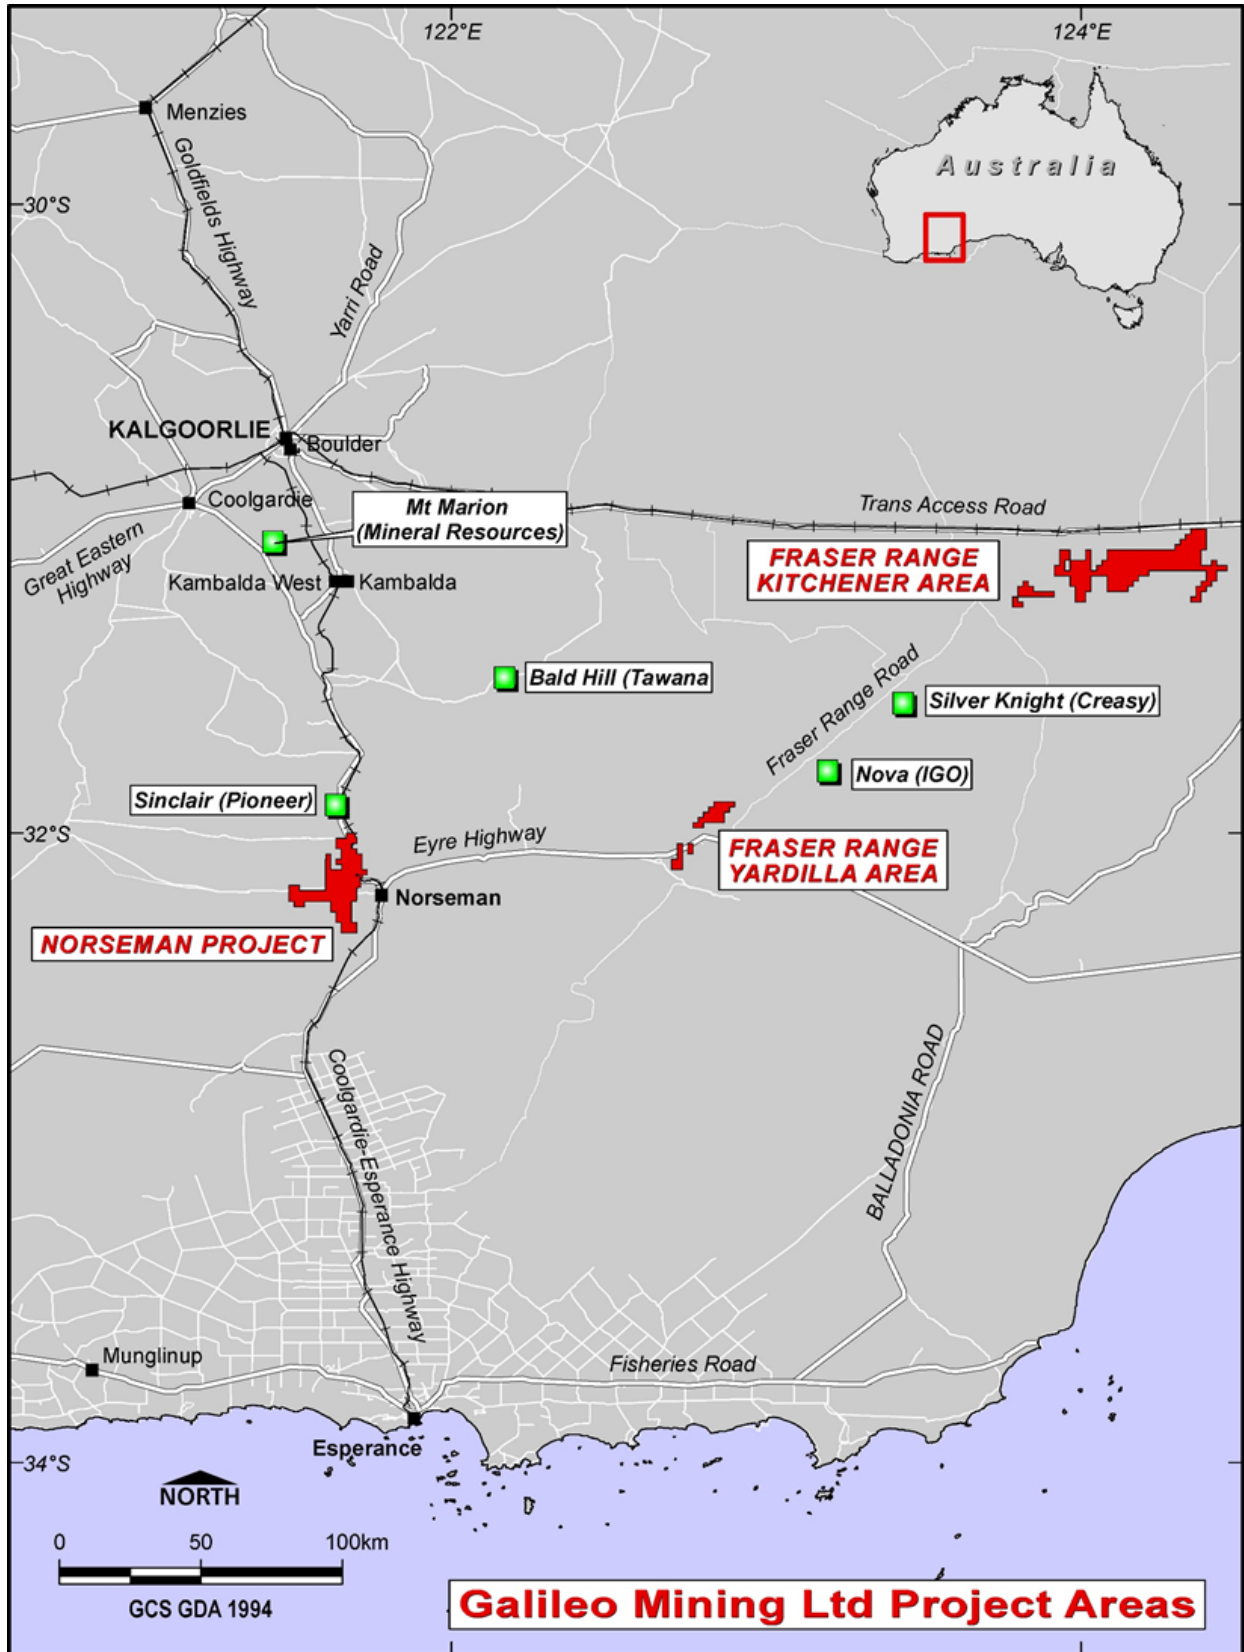 122°E
124°E
Menzies
Goldfields Highway
Australia
30°S
Yarri Road
KALGOORLIE
Boulder
Coolgardie
Mt Marion
(Mineral Resources)
Trans Access Road
Great Eastern
Highway
FRASER RANGE
KITCHENER AREA
Kambalda West
Kambalda
Bald Hill (Tawana
Fraser Range Road
Silver Knight (Creasy)
Nova (IGO)
Sinclair (Pioneer)
32°S
Eyre Highway
FRASER RANGE
YARDILLA AREA
Norseman
NORSEMAN PROJECT
Coolgardie-Esperance Highway
BALLADONIA ROAD
Munglinup
Fisheries Road
Esperance
34°S
NORTH
0 50 100km
GCS GDA 1994
Galileo Mining Ltd Project Areas